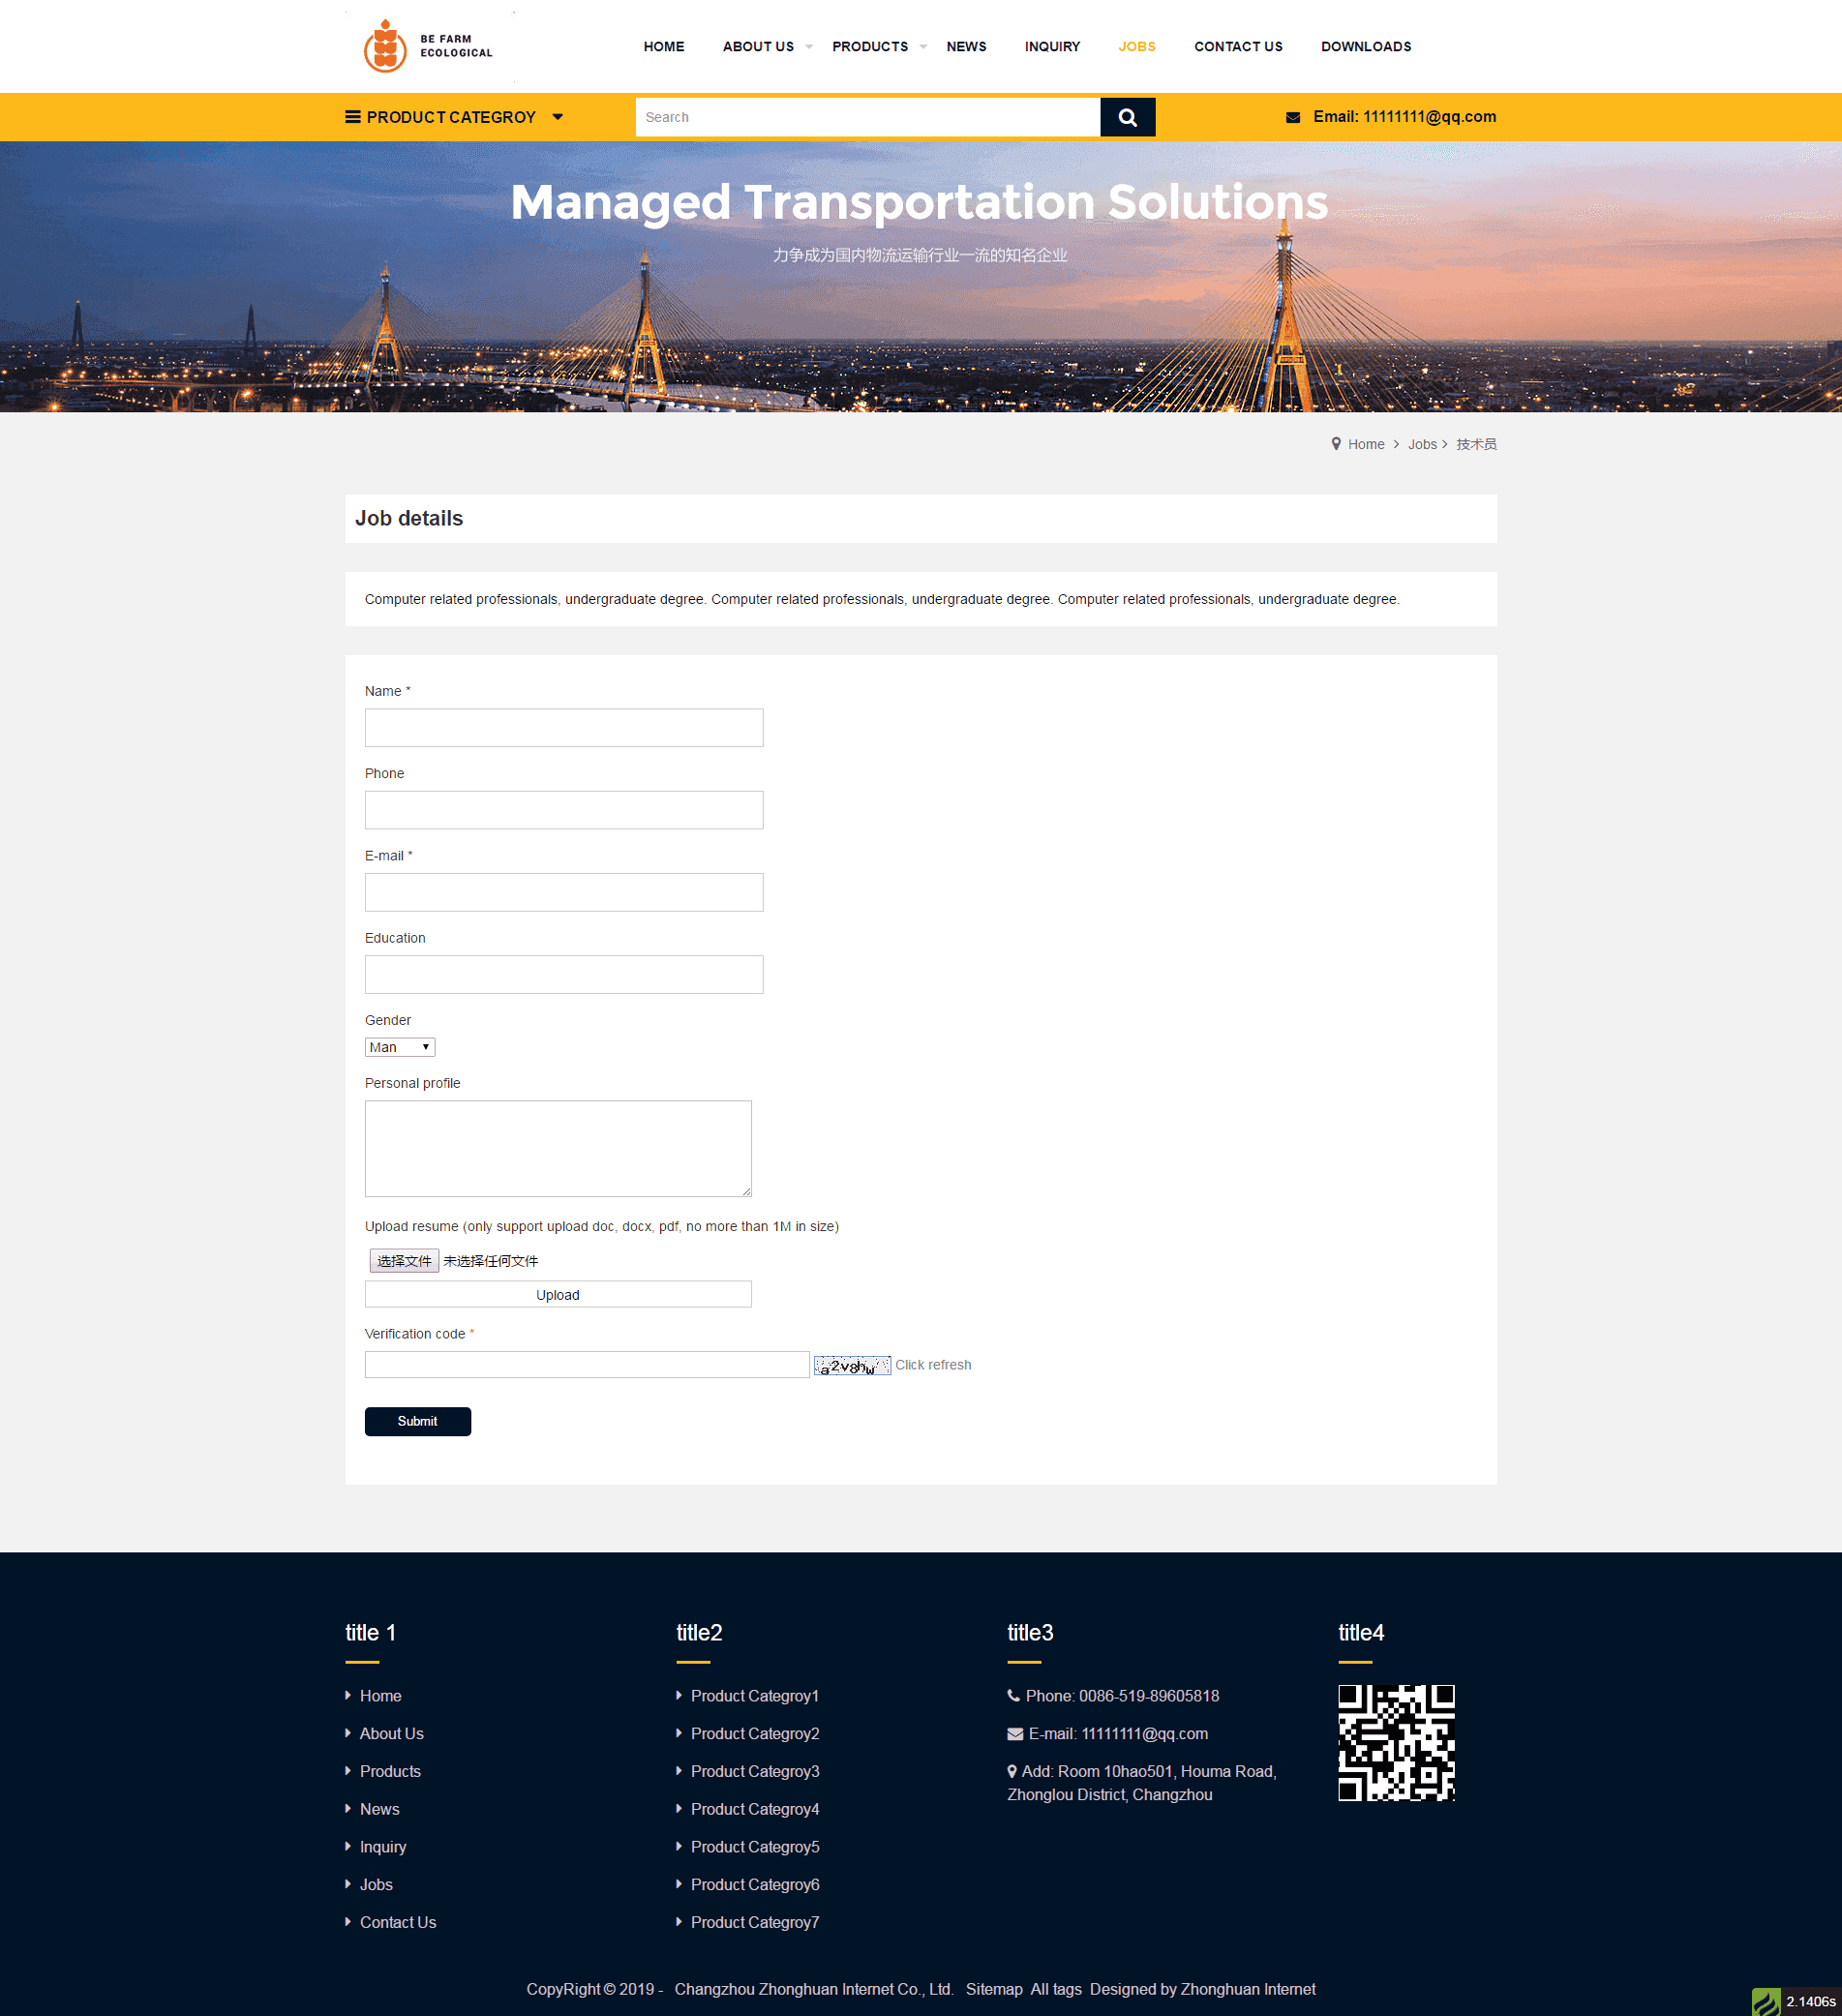 BE FARM
ECOLOGICAL
HOME ABOUT US PRODUCTS NEWS INQUIRY JOBS CONTACT US DOWNLOADS
PRODUCT CATEGROY
Search
Email: 11111111@qq.com
Managed Transportation Solutions
力争成为国内物流运输行业一流的知名企业
Home > Jobs > 技术员
Job details
Computer related professionals, undergraduate degree. Computer related professionals, undergraduate degree. Computer related professionals, undergraduate degree.
Name *
Phone
E-mail *
Education
Gender
Man
Personal profile
Upload resume (only support upload doc, docx, pdf, no more than 1M in size)
选择文件 未选择任何文件
Upload
Verification code *
a2v8hw Click refresh
Submit
title 1
Home
About Us
Products
News
Inquiry
Jobs
Contact Us
title2
Product Categroy1
Product Categroy2
Product Categroy3
Product Categroy4
Product Categroy5
Product Categroy6
Product Categroy7
title3
Phone: 0086-519-89605818
E-mail: 11111111@qq.com
Add: Room 10hao501, Houma Road,
Zhonglou District, Changzhou
title4
CopyRight © 2019 - Changzhou Zhonghuan Internet Co., Ltd. Sitemap All tags Designed by Zhonghuan Internet
2.1406s